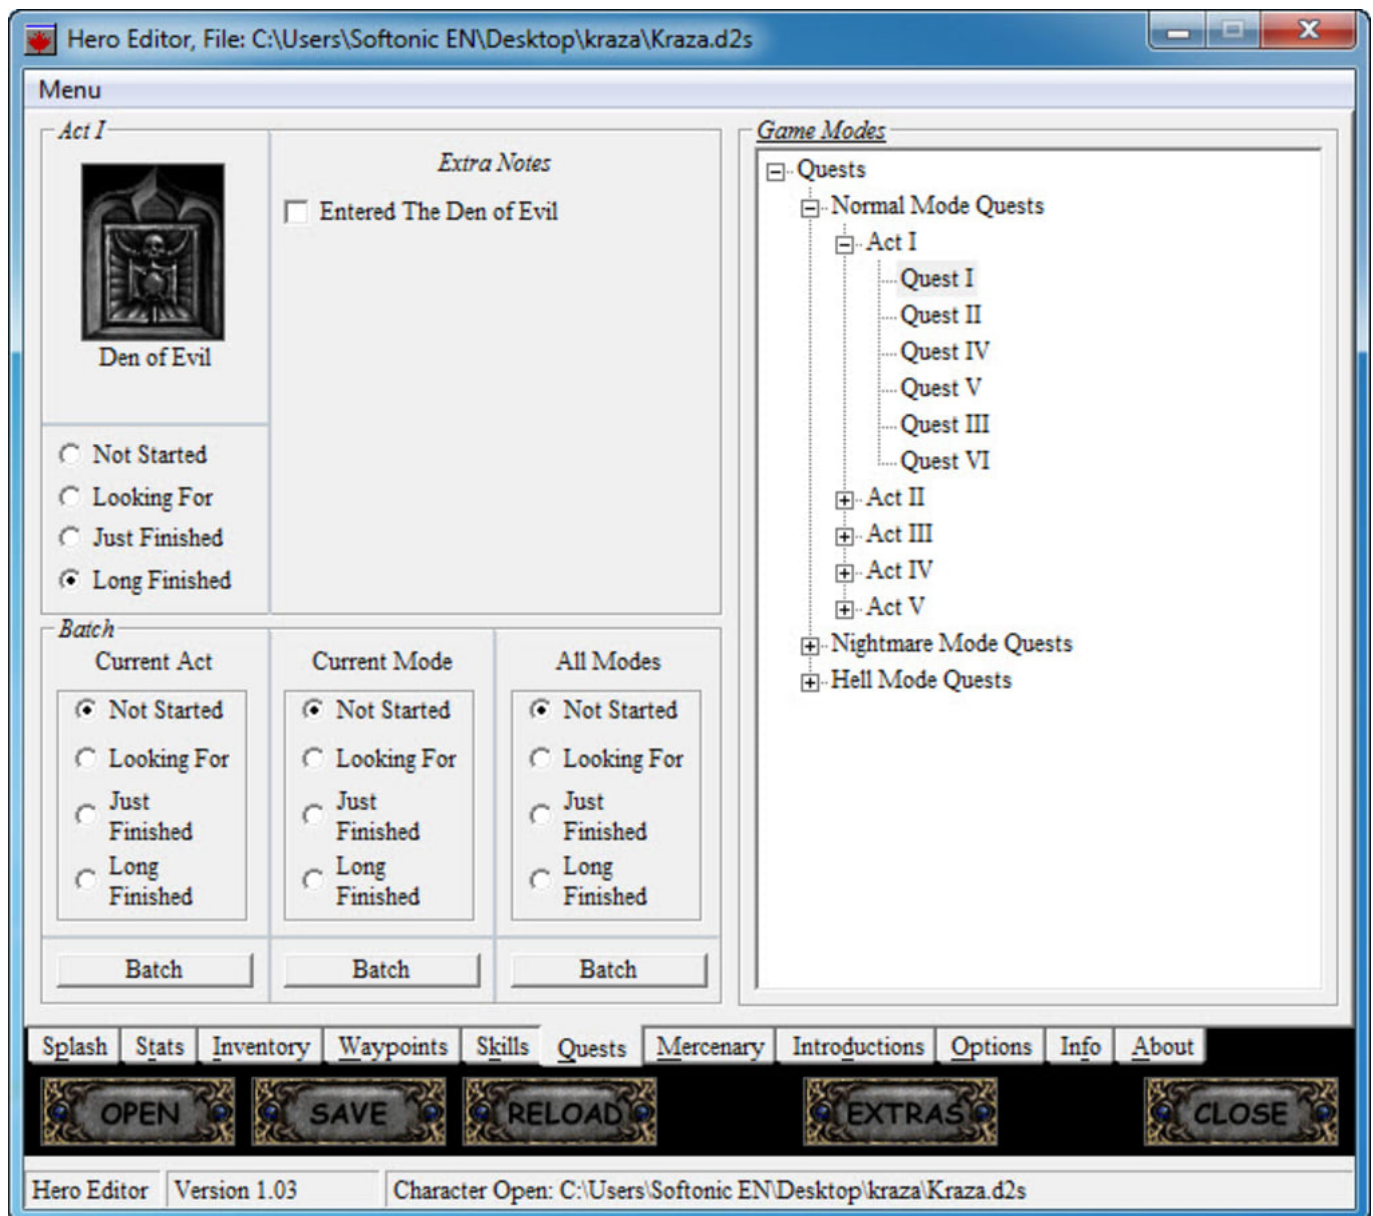 Hero Editor, File: C:\Users\Softonic EN\Desktop\kraza\Kraza.d2s
Menu
Act I
Extra Notes
Entered The Den of Evil
Den of Evil
Not Started
Looking For
Just Finished
Long Finished
Batch
Current Act
Not Started
Looking For
Just
Finished
Long
Finished
Batch
Current Mode
Not Started
Looking For
Just
Finished
Long
Finished
Batch
All Modes
Not Started
Looking For
Just
Finished
Long
Finished
Batch
Game Modes
Quests
Normal Mode Quests
Act I
Quest I
Quest II
Quest IV
Quest V
Quest III
Quest VI
Act II
Act III
Act IV
Act V
Nightmare Mode Quests
Hell Mode Quests
Splash Stats Inventory Waypoints Skills Quests Mercenary Introductions Options Info About
OPEN SAVE RELOAD EXTRAS CLOSE
Hero Editor Version 1.03 Character Open: C:\Users\Softonic EN\Desktop\kraza\Kraza.d2s